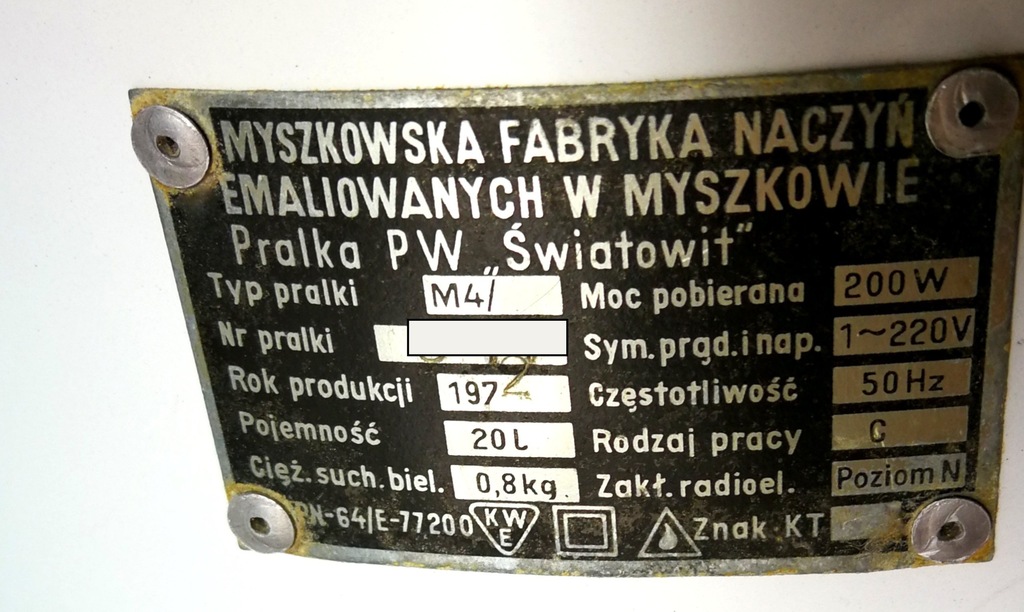 MYSZKOWSKA FABRYKA NACZYŃ
EMALIOWANYCH W MYSZKOWIE
Pralka PW „Światowit"
Typ pralki M4/ Moc pobierana 200 W
Nr pralki Sym. prąd. i nap. 1~220V
Rok produkcji 1972 Częstotliwość 50 Hz
Pojemność 20 L Rodzaj pracy C
Cięż. such. biel. 0,8 kg. Zakł. radioel. Poziom N
PN-64/E-77200 KWE Znak KT